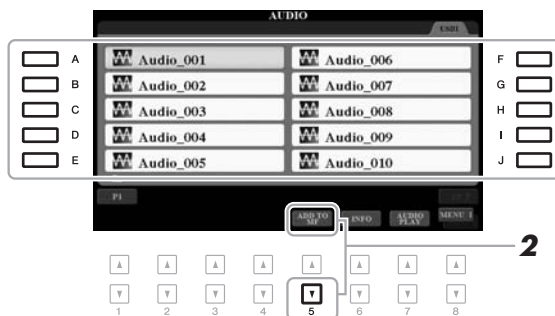 AUDIO
USB1
A Audio_001 Audio_006 F
B Audio_002 Audio_007 G
C Audio_003 Audio_008 H
D Audio_004 Audio_009 I
E Audio_005 Audio_010 J
P1
ADD TO MF INFO AUDIO PLAY MENU 1
2
1 2 3 4 5 6 7 8